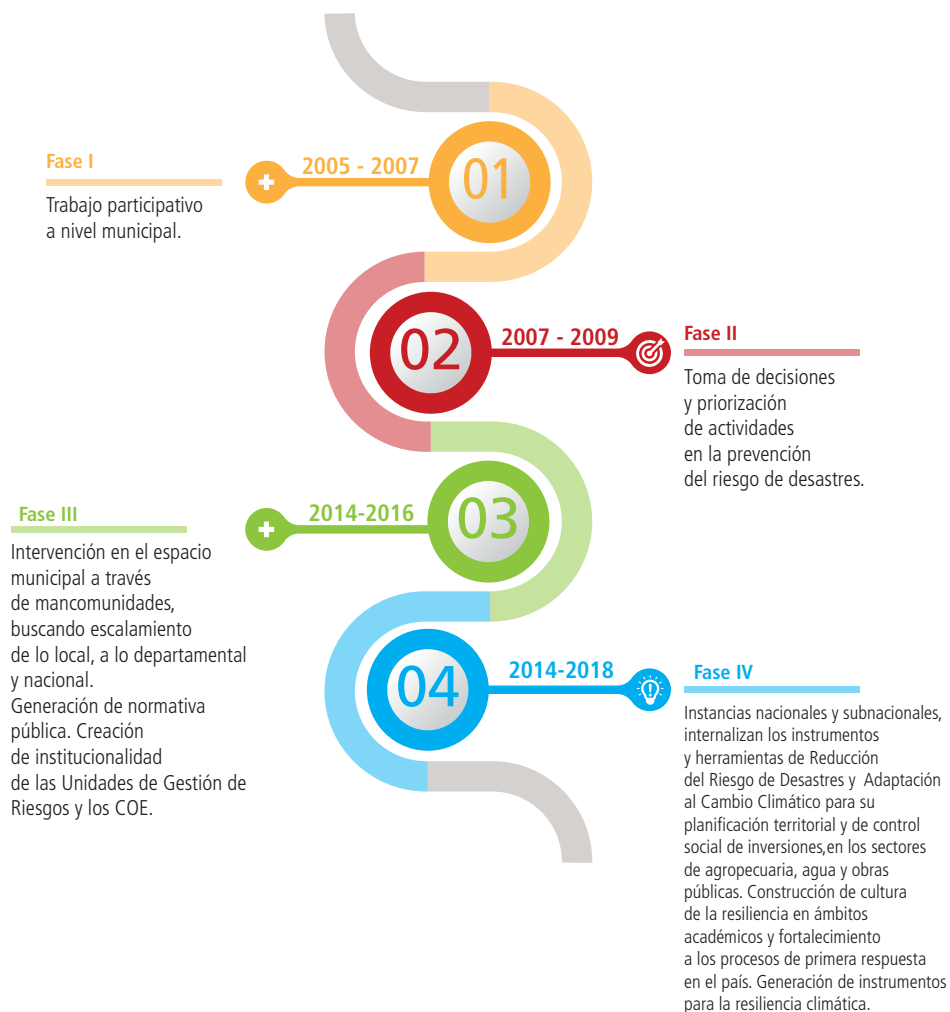 Fase I
2005 - 2007
01
Trabajo participativo
a nivel municipal.
02
2007 - 2009
Fase II
Toma de decisiones
y priorización
de actividades
en la prevención
del riesgo de desastres.
Fase III
2014-2016
03
Intervención en el espacio
municipal a través
de mancomunidades,
buscando escalamiento
de lo local, a lo departamental
y nacional.
Generación de normativa
pública. Creación
de institucionalidad
de las Unidades de Gestión de
Riesgos y los COE.
04
2014-2018
Fase IV
Instancias nacionales y subnacionales,
internalizan los instrumentos
y herramientas de Reducción
del Riesgo de Desastres y Adaptación
al Cambio Climático para su
planificación territorial y de control
social de inversiones,en los sectores
de agropecuaria, agua y obras
públicas. Construcción de cultura
de la resiliencia en ámbitos
académicos y fortalecimiento
a los procesos de primera respuesta
en el país. Generación de instrumentos
para la resiliencia climática.